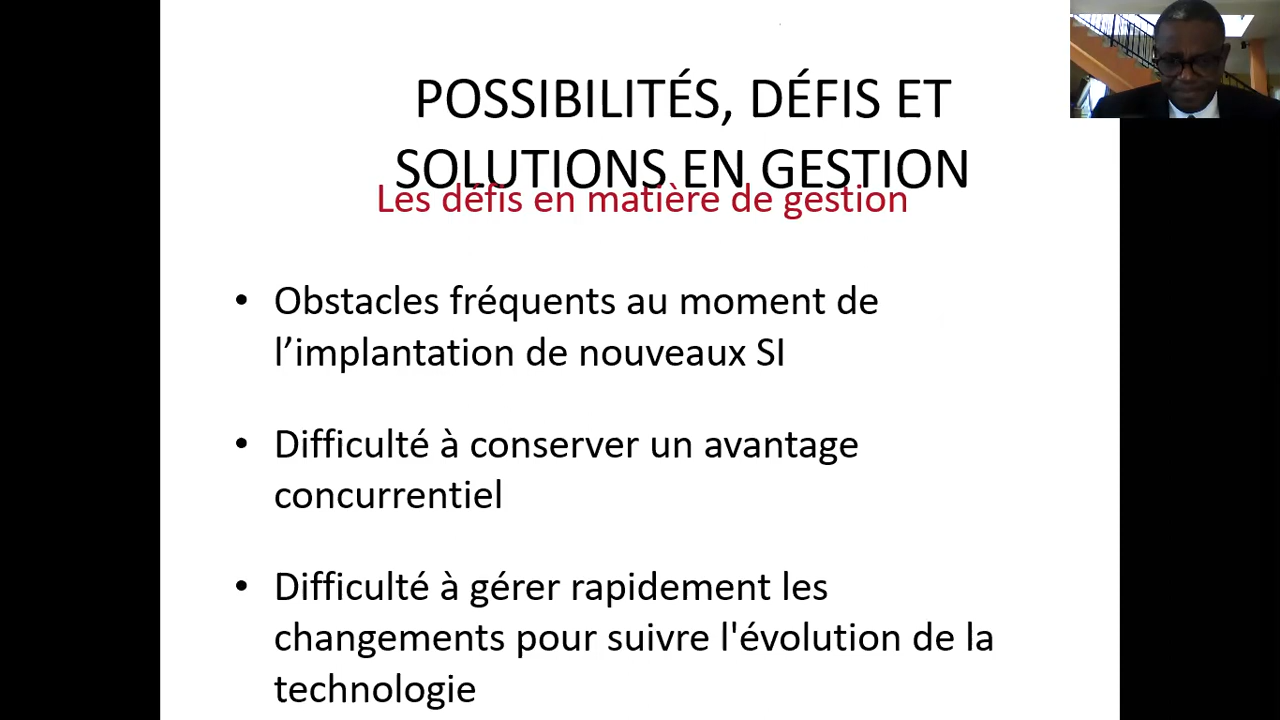 POSSIBILITÉS, DÉFIS ET
SOLUTIONS EN GESTION
Les défis en matière de gestion
• Obstacles fréquents au moment de
l’implantation de nouveaux SI
• Difficulté à conserver un avantage
concurrentiel
• Difficulté à gérer rapidement les
changements pour suivre l'évolution de la
technologie